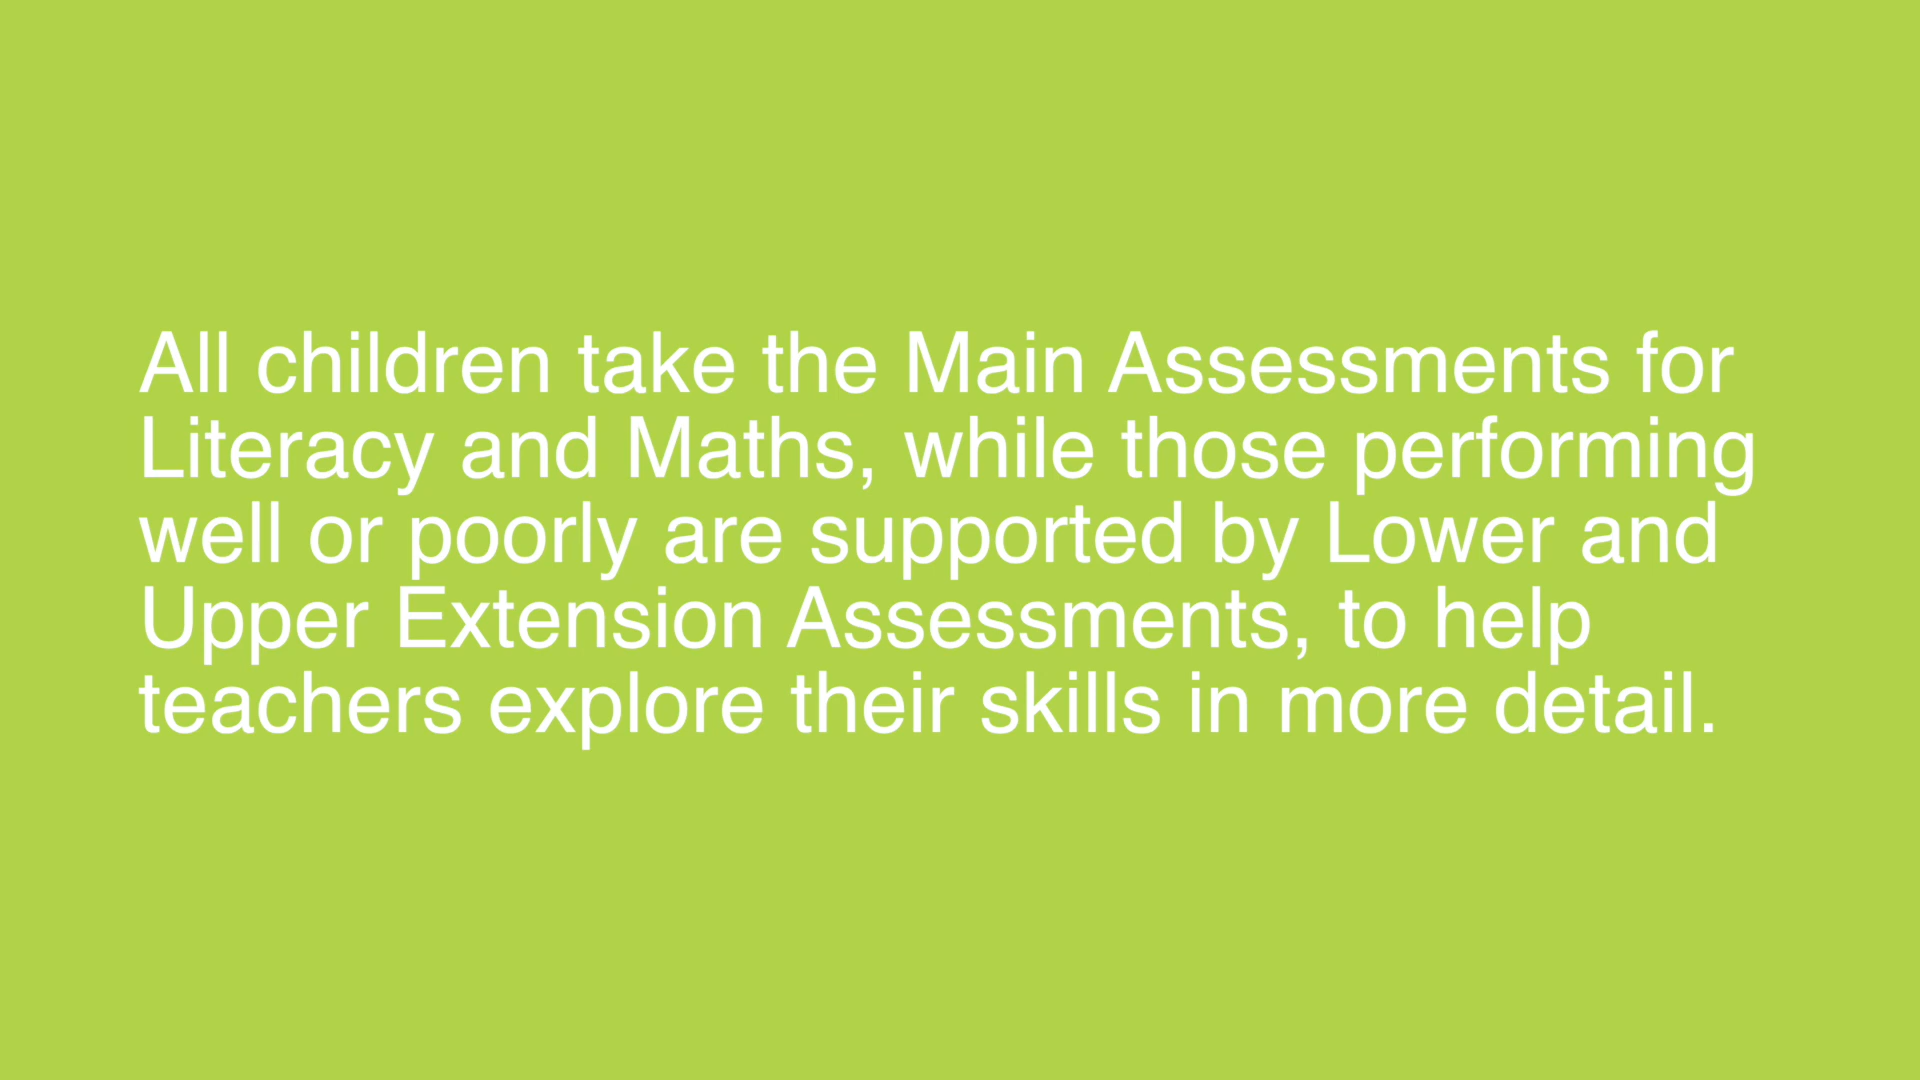 All children take the Main Assessments for
Literacy and Maths, while those performing
well or poorly are supported by Lower and
Upper Extension Assessments, to help
teachers explore their skills in more detail.